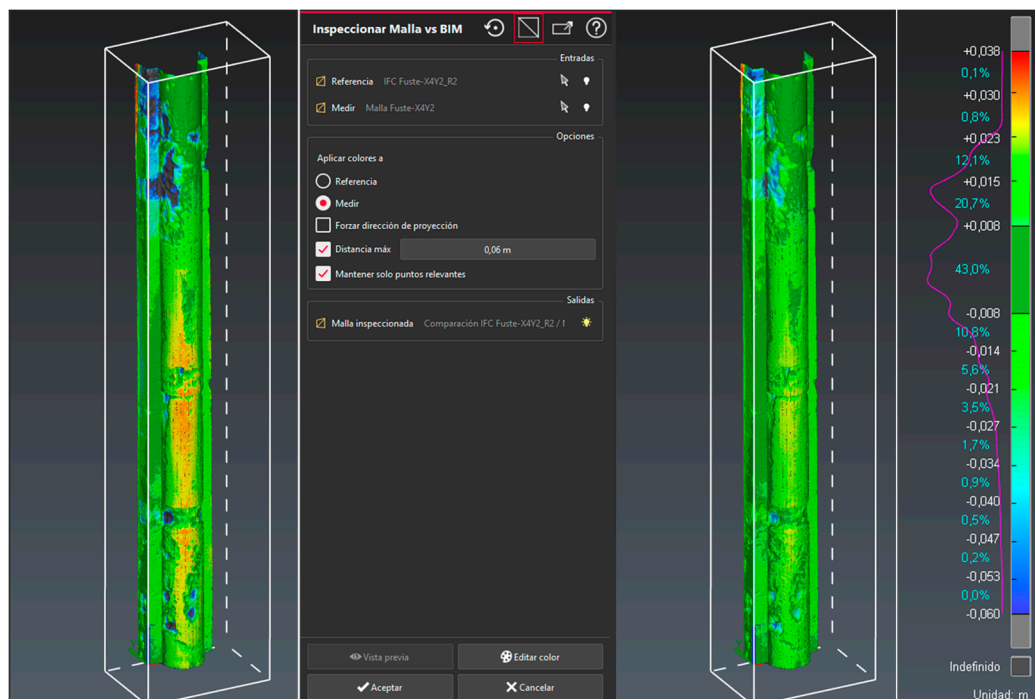 Inspeccionar Malla vs BIM
Entradas
Referencia IFC Fuste-X4Y2_R2
Medir Malla Fuste-X4Y2
Opciones
Aplicar colores a
Referencia
Medir
Forzar dirección de proyección
Distancia máx 0,06 m
Mantener solo puntos relevantes
Salidas
Malla inspeccionada Comparación IFC Fuste-X4Y2_R2 /
Vista previa
Editar color
Aceptar
Cancelar
+0,038
0,1%
+0,030
0,8%
+0,023
12,1%
+0,015
20,7%
+0,008
43,0%
-0,008
10,8%
-0,014
5,6%
-0,021
3,5%
-0,027
1,7%
-0,034
0,9%
-0,040
0,5%
-0,047
0,2%
-0,053
0,0%
-0,060
Indefinido
Unidad: m